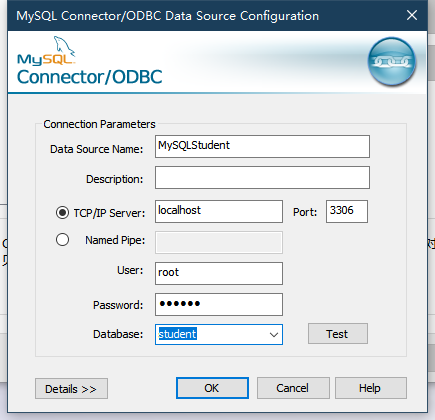 MySQL Connector/ODBC Data Source Configuration
MySQL
Connector/ODBC
Connection Parameters
Data Source Name: MySQLStudent
Description:
TCP/IP Server: localhost Port: 3306
Named Pipe:
User: root
Password: ••••••
Database: student Test
Details >> OK Cancel Help
对